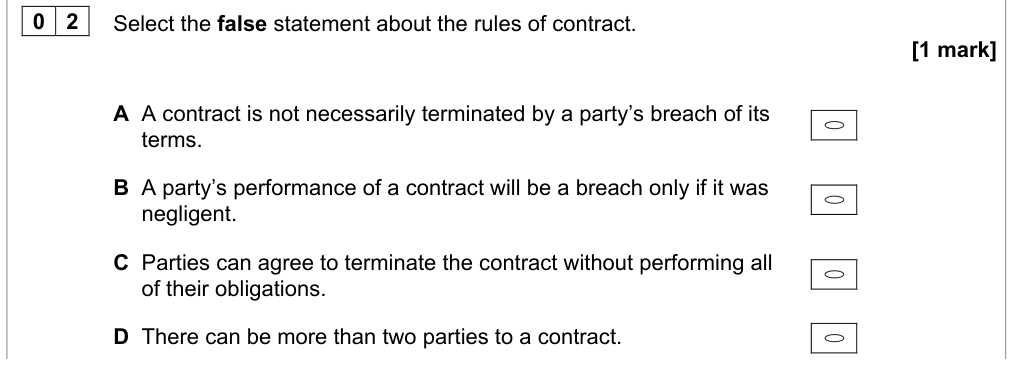 0 2 Select the false statement about the rules of contract.
[1 mark]
A A contract is not necessarily terminated by a party's breach of its
terms.
B A party's performance of a contract will be a breach only if it was
negligent.
C Parties can agree to terminate the contract without performing all
of their obligations.
D There can be more than two parties to a contract.